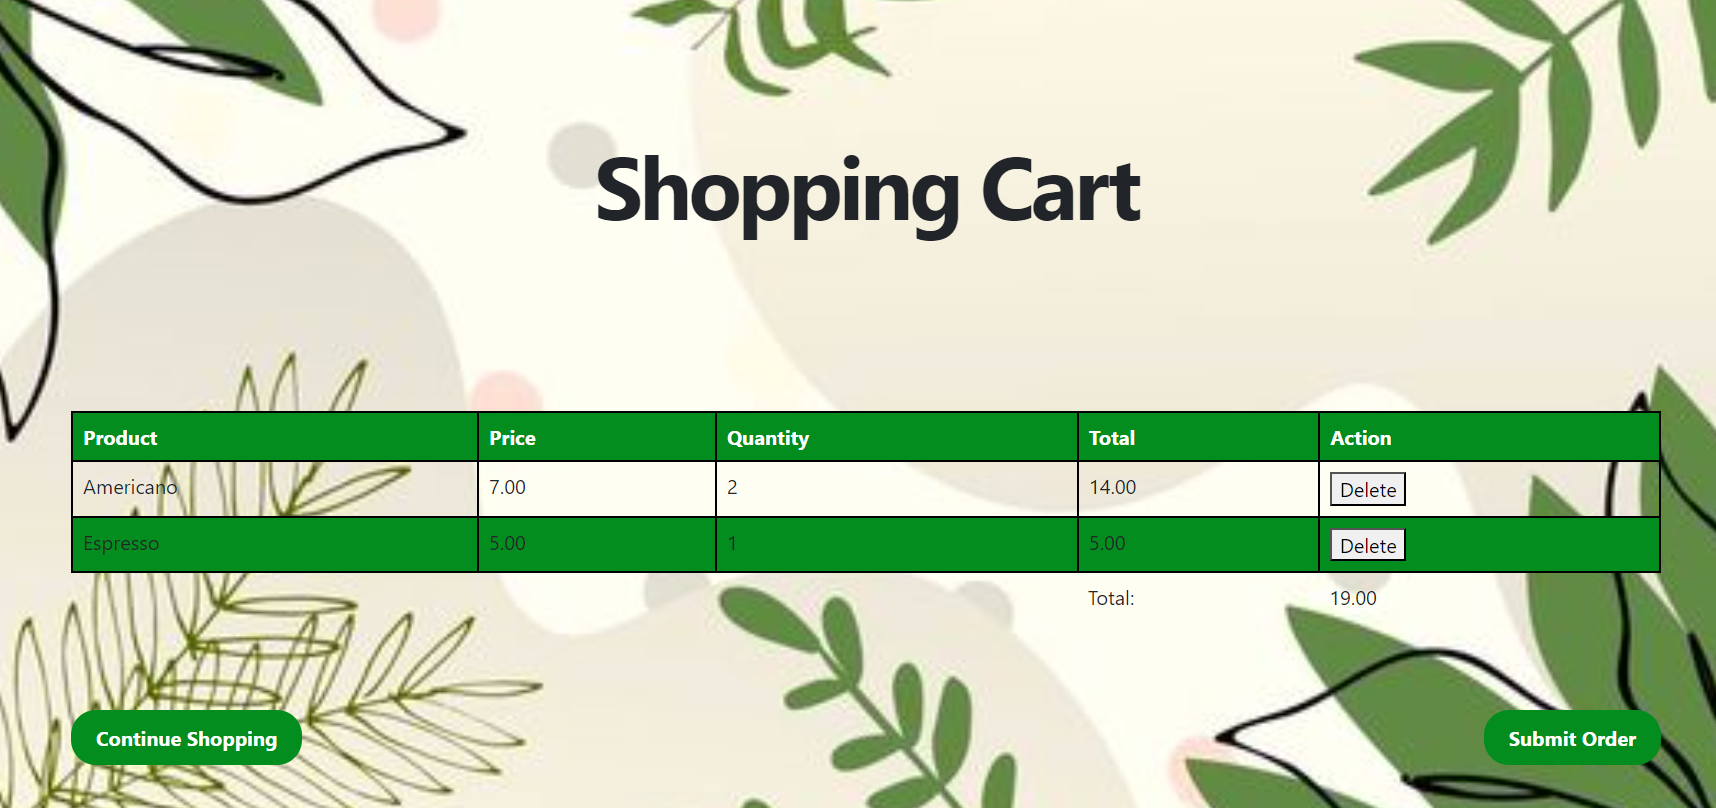 Shopping Cart
Product Price Quantity Total Action
Americano 7.00 2 14.00 Delete
Espresso 5.00 1 5.00 Delete
Total: 19.00
Continue Shopping Submit Order